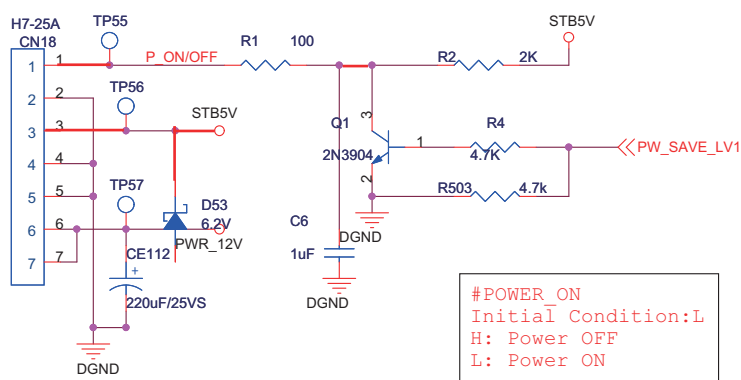 H7-25A
CN18
TP55
P_ON/OFF
R1 100
STB5V
R2 2K
1
1
2
2
TP56
3
3
STB5V
4
4
5
5
TP57
6
6
7
7
D53
6.2V
PWR_12V
CE112
+
220uF/25VS
DGND
3
Q1
2N3904
1
2
R4
4.7K
PW_SAVE_LV1
R503 4.7k
DGND
C6
1uF
DGND
#POWER_ON
Initial Condition:L
H: Power OFF
L: Power ON